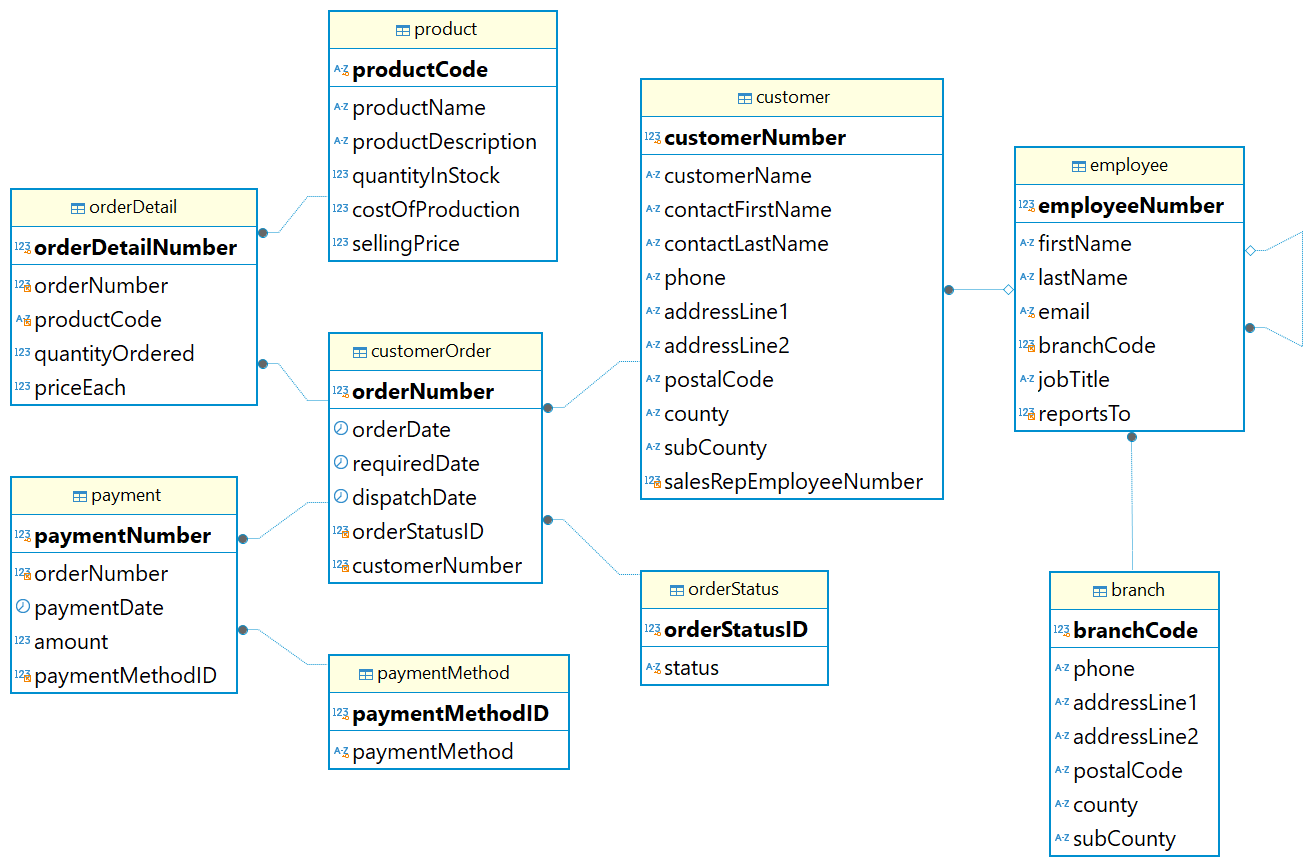 product
productCode
productName
productDescription
quantityInStock
costOfProduction
sellingPrice
orderDetail
orderDetailNumber
orderNumber
productCode
quantityOrdered
priceEach
customerOrder
orderNumber
orderDate
requiredDate
dispatchDate
orderStatusID
customerNumber
payment
paymentNumber
orderNumber
paymentDate
amount
paymentMethodID
paymentMethod
paymentMethodID
paymentMethod
customer
customerNumber
customerName
contactFirstName
contactLastName
phone
addressLine1
addressLine2
postalCode
county
subCounty
salesRepEmployeeNumber
orderStatus
orderStatusID
status
employee
employeeNumber
firstName
lastName
email
branchCode
jobTitle
reportsTo
branch
branchCode
phone
addressLine1
addressLine2
postalCode
county
subCounty